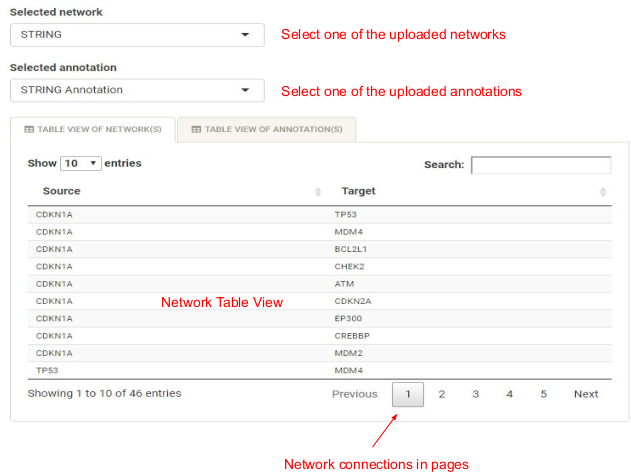 Selected network
STRING Select one of the uploaded networks
Selected annotation
STRING Annotation Select one of the uploaded annotations
TABLE VIEW OF NETWORK(S) TABLE VIEW OF ANNOTATION(S)
Show 10 entries Search:
Source Target
CDKN1A TP53
CDKN1A MDM4
CDKN1A BCL2L1
CDKN1A CHEK2
CDKN1A ATM
CDKN1A Network Table View CDKN2A
CDKN1A EP300
CDKN1A CREBBP
CDKN1A MDM2
TP53 MDM4
Showing 1 to 10 of 46 entries Previous 1 2 3 4 5 Next
Network connections in pages